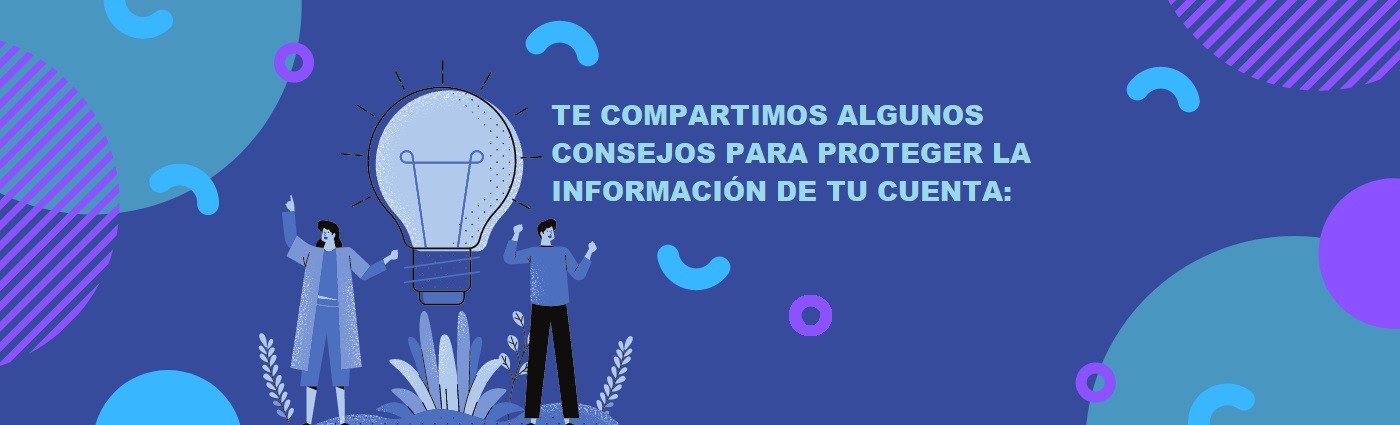 TE COMPARTIMOS ALGUNOS
CONSEJOS PARA PROTEGER LA
INFORMACIÓN DE TU CUENTA: